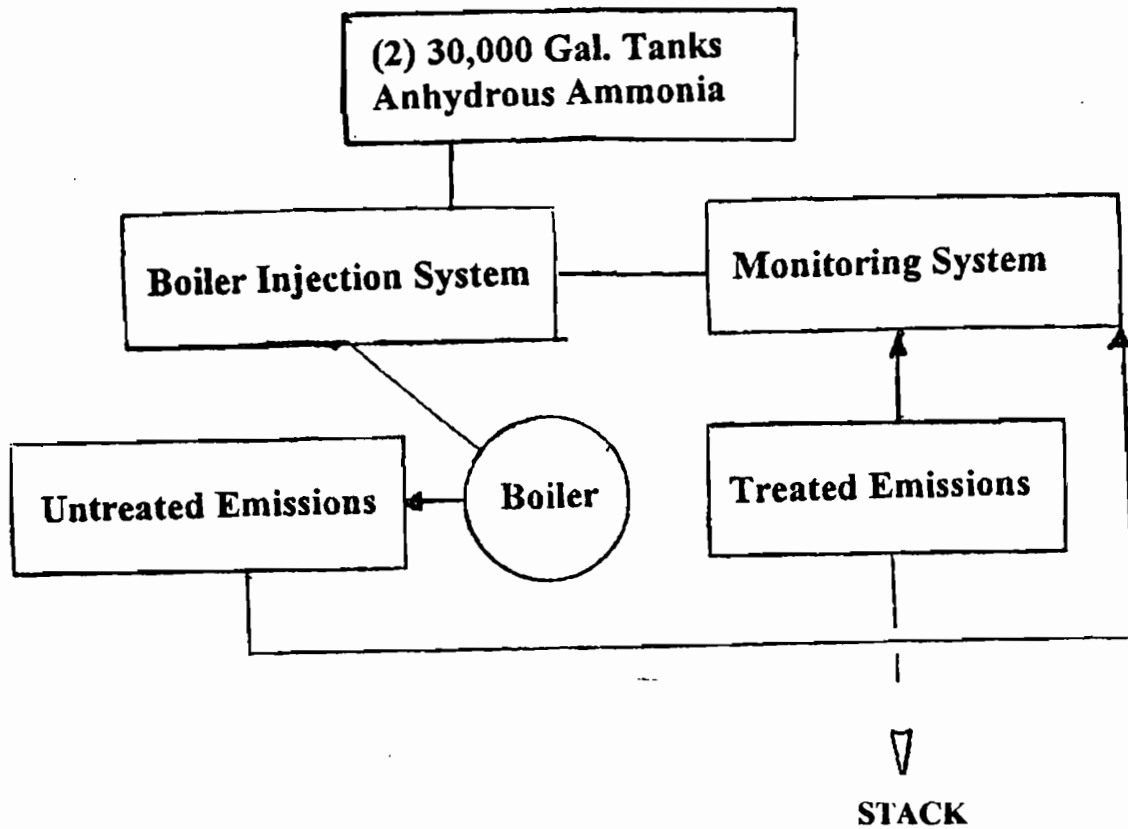 (2) 30,000 Gal. Tanks
Anhydrous Ammonia
Boiler Injection System
Monitoring System
Untreated Emissions
Boiler
Treated Emissions
STACK